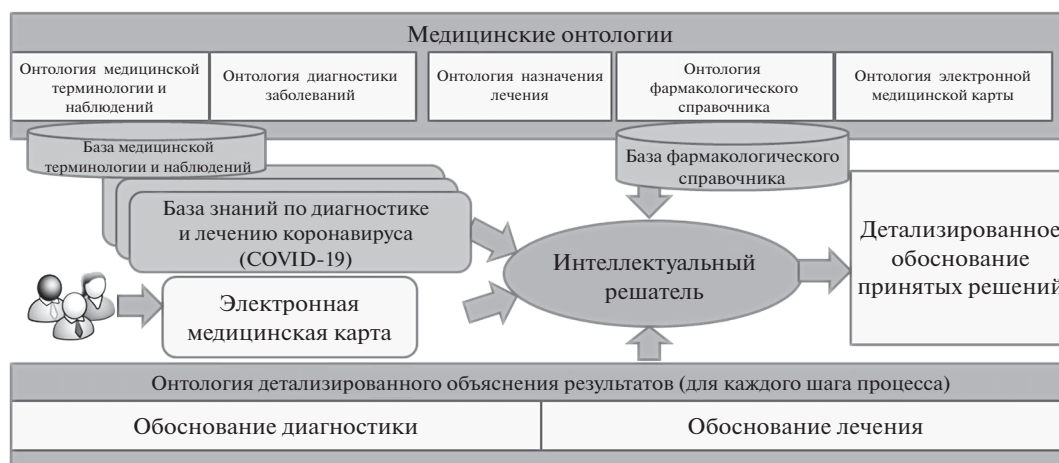 Медицинские онтологии
Онтология медицинской
терминологии и
наблюдений
Онтология диагностики
заболеваний
Онтология назначения
лечения
Онтология
фармакологического
справочника
Онтология электронной
медицинской карты
База медицинской
терминологии и наблюдений
База фармакологического
справочника
База знаний по диагностике
и лечению коронавируса
(COVID-19)
Электронная
медицинская карта
Интеллектуальный
решатель
Детализированное
обоснование
принятых решений
Онтология детализированного объяснения результатов (для каждого шага процесса)
Обоснование диагностики
Обоснование лечения